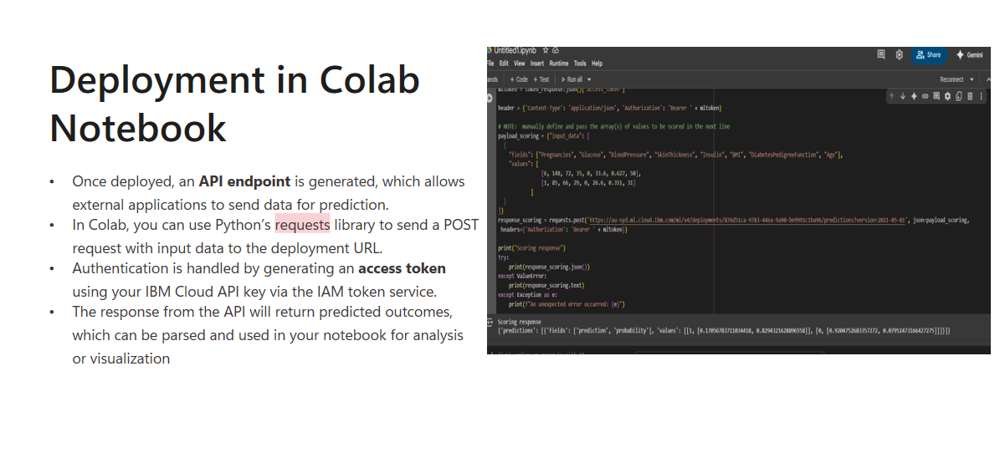 Deployment in Colab
Notebook
• Once deployed, an API endpoint is generated, which allows
external applications to send data for prediction.
• In Colab, you can use Python’s requests library to send a POST
request with input data to the deployment URL.
• Authentication is handled by generating an access token
using your IBM Cloud API key via the IAM token service.
• The response from the API will return predicted outcomes,
which can be parsed and used in your notebook for analysis
or visualization
Untitled1.ipynb
File Edit View Insert Runtime Tools Help
Share Gemini
ands + Code + Text Run all
Reconnect
mltoken = token_response.json()["access_token"]
header = {'Content-Type': 'application/json', 'Authorization': 'Bearer ' + mltoken}
# NOTE: manually define and pass the array(s) of values to be scored in the next line
payload_scoring = {"input_data": [
{
"fields": ["Pregnancies", "Glucose", "BloodPressure", "SkinThickness", "Insulin", "BMI", "DiabetesPedigreeFunction", "Age"],
"values": [
[6, 148, 72, 35, 0, 33.6, 0.627, 50],
[1, 85, 66, 29, 0, 26.6, 0.351, 31]
]
}
]}
response_scoring = requests.post('https://au-syd.ml.cloud.ibm.com/ml/v4/deployments/876d51ca-9783-44ea-9a90-be9991c1ba96/predictions?version=2021-05-01', json=payload_scoring,
headers={'Authorization': 'Bearer ' + mltoken})
print("Scoring response")
try:
print(response_scoring.json())
except ValueError:
print(response_scoring.text)
except Exception as e:
print(f"An unexpected error occurred: {e}")
Scoring response
{'predictions': [{'fields': ['prediction', 'probability'], 'values': [[1, [0.17056783711034418, 0.8294321628896558]], [0, [0.9204752683357272, 0.07952473166427275]]]}]}